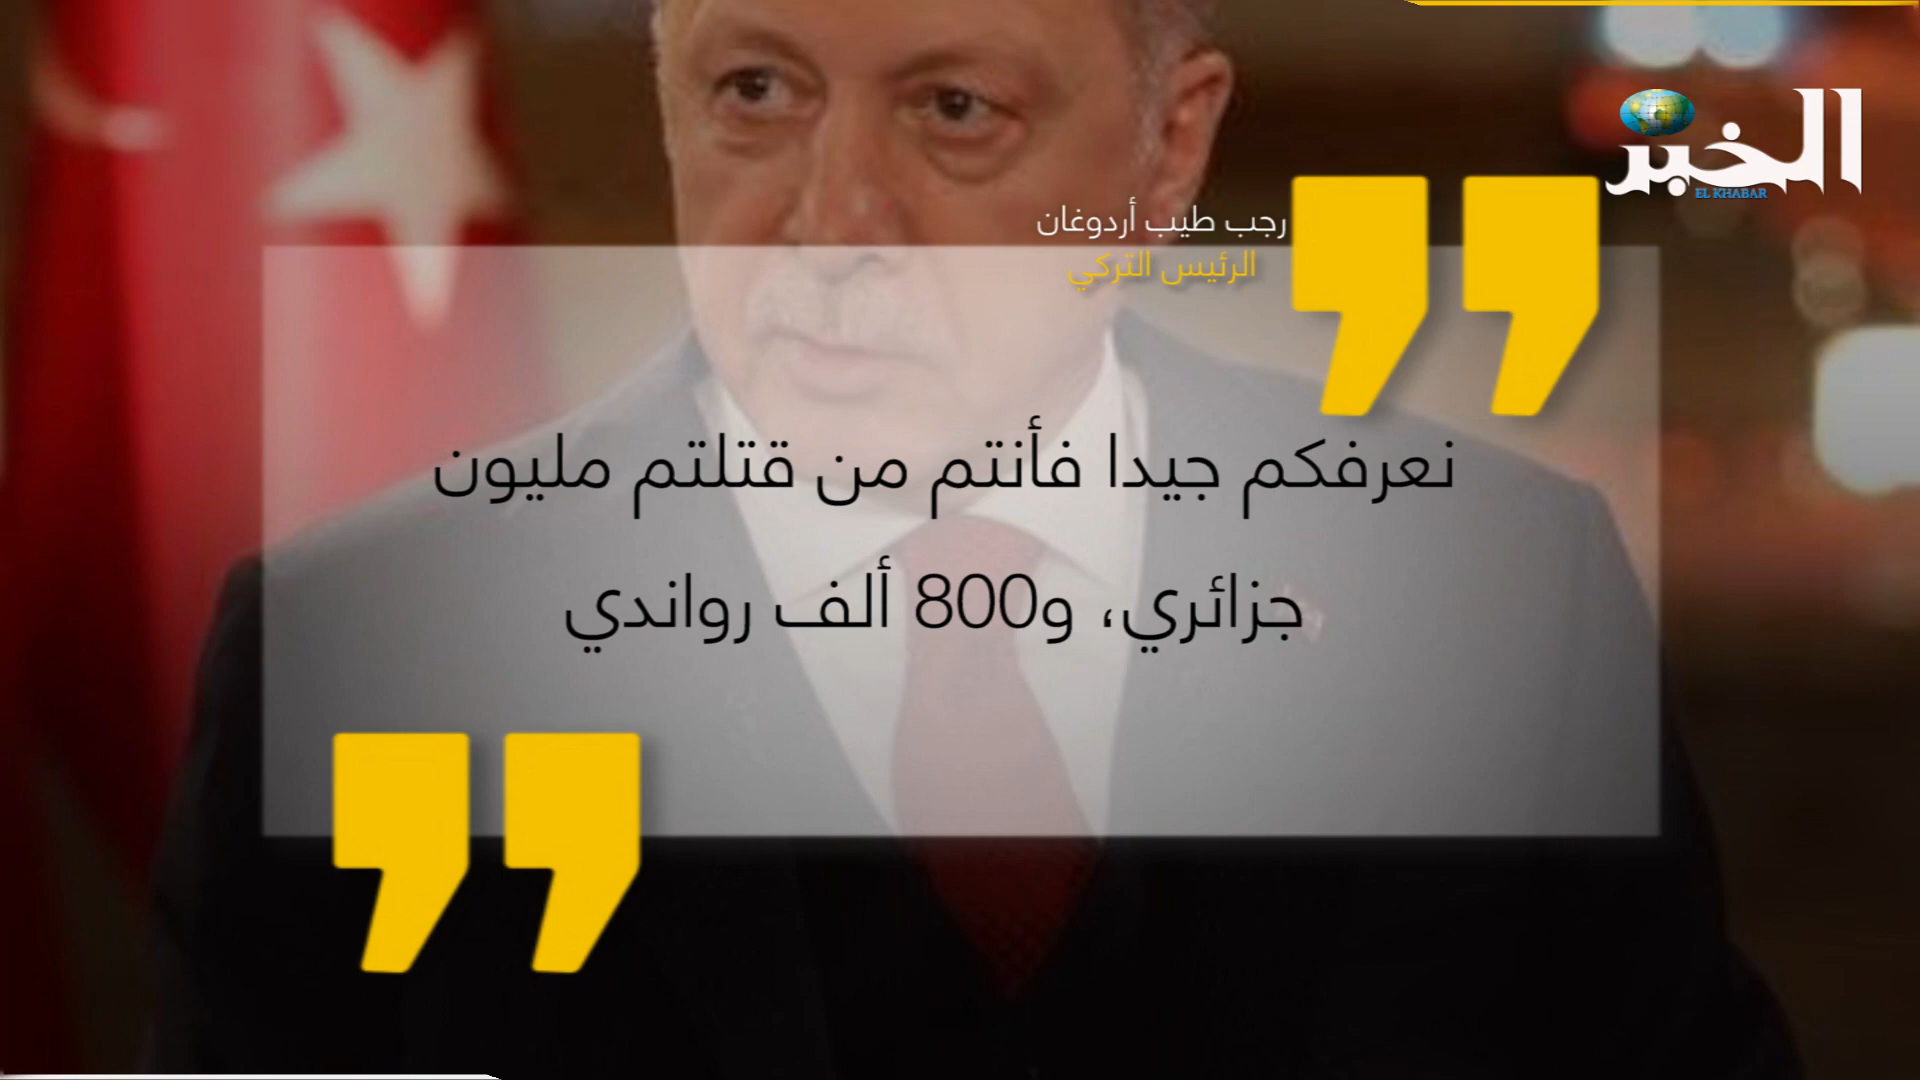 الخبر
EL KHABAR
رجب طيب أردوغان
الرئيس التركي
نعرفكم جيدا فأنتم من قتلتم مليون
جزائري، و800 ألف رواندي